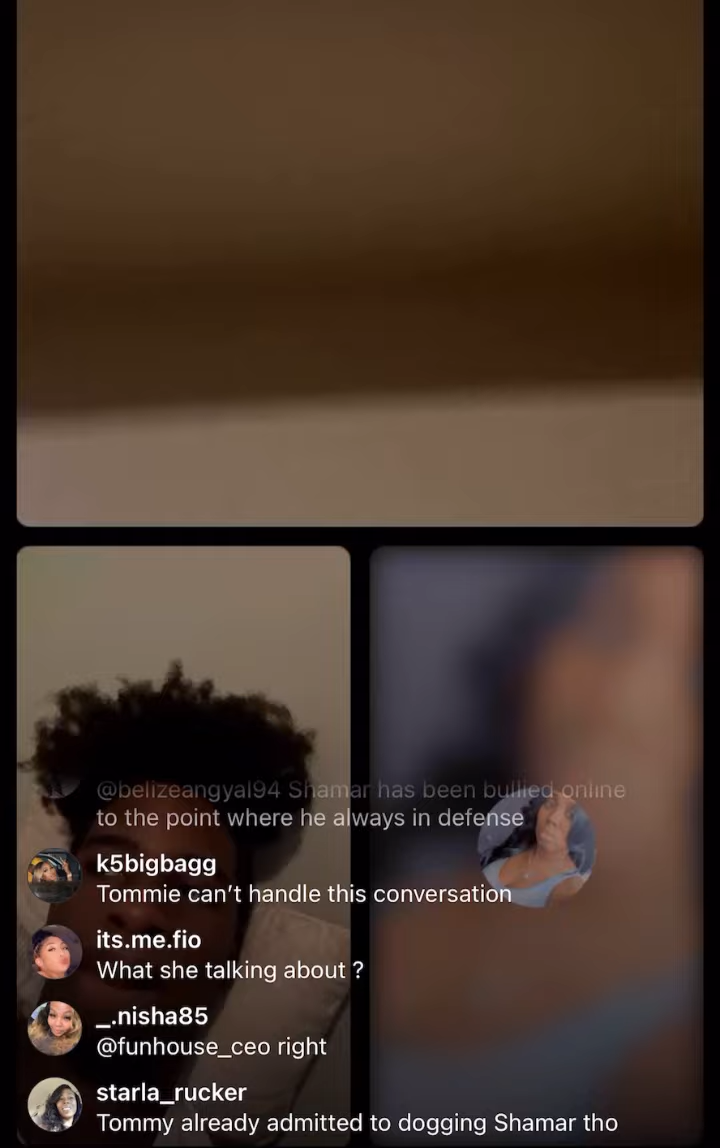 @belizeangyal94 Shamar has been bullied online
to the point where he always in defense
k5bigbagg
Tommie can’t handle this conversation
its.me.fio
What she talking about ?
_.nisha85
@funhouse_ceo right
starla_rucker
Tommy already admitted to dogging Shamar tho